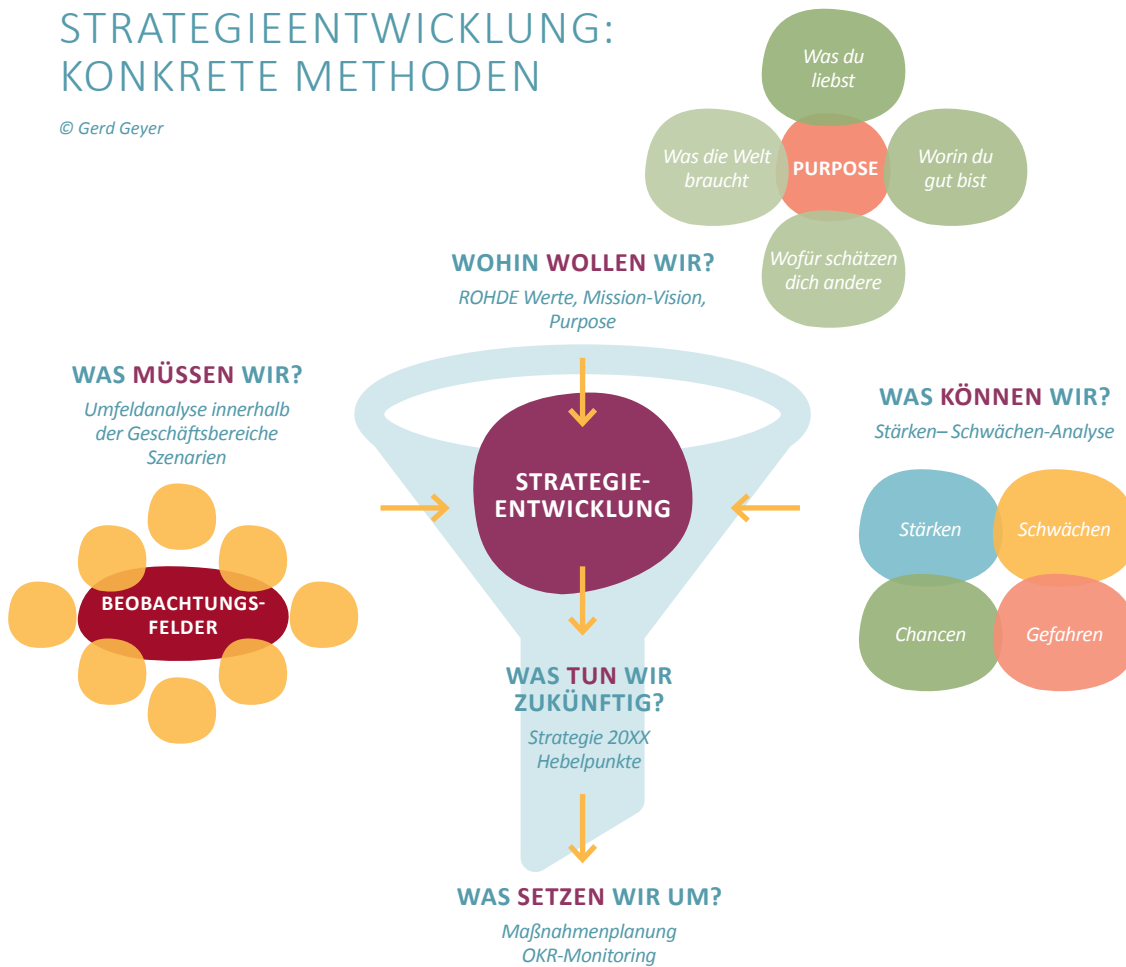 STRATEGIEENTWICKLUNG:
KONKRETE METHODEN
© Gerd Geyer
Was du
liebst
Was die Welt
braucht
PURPOSE
Worin du
gut bist
Wofür schätzen
dich andere
WOHIN WOLLEN WIR?
ROHDE Werte, Mission-Vision,
Purpose
WAS MÜSSEN WIR?
Umfeldanalyse innerhalb
der Geschäftsbereiche
Szenarien
BEOBACHTUNGS-
FELDER
STRATEGIE-
ENTWICKLUNG
WAS KÖNNEN WIR?
Stärken– Schwächen-Analyse
Stärken
Schwächen
Chancen
Gefahren
WAS TUN WIR
ZUKÜNFTIG?
Strategie 20XX
Hebelpunkte
WAS SETZEN WIR UM?
Maßnahmenplanung
OKR-Monitoring